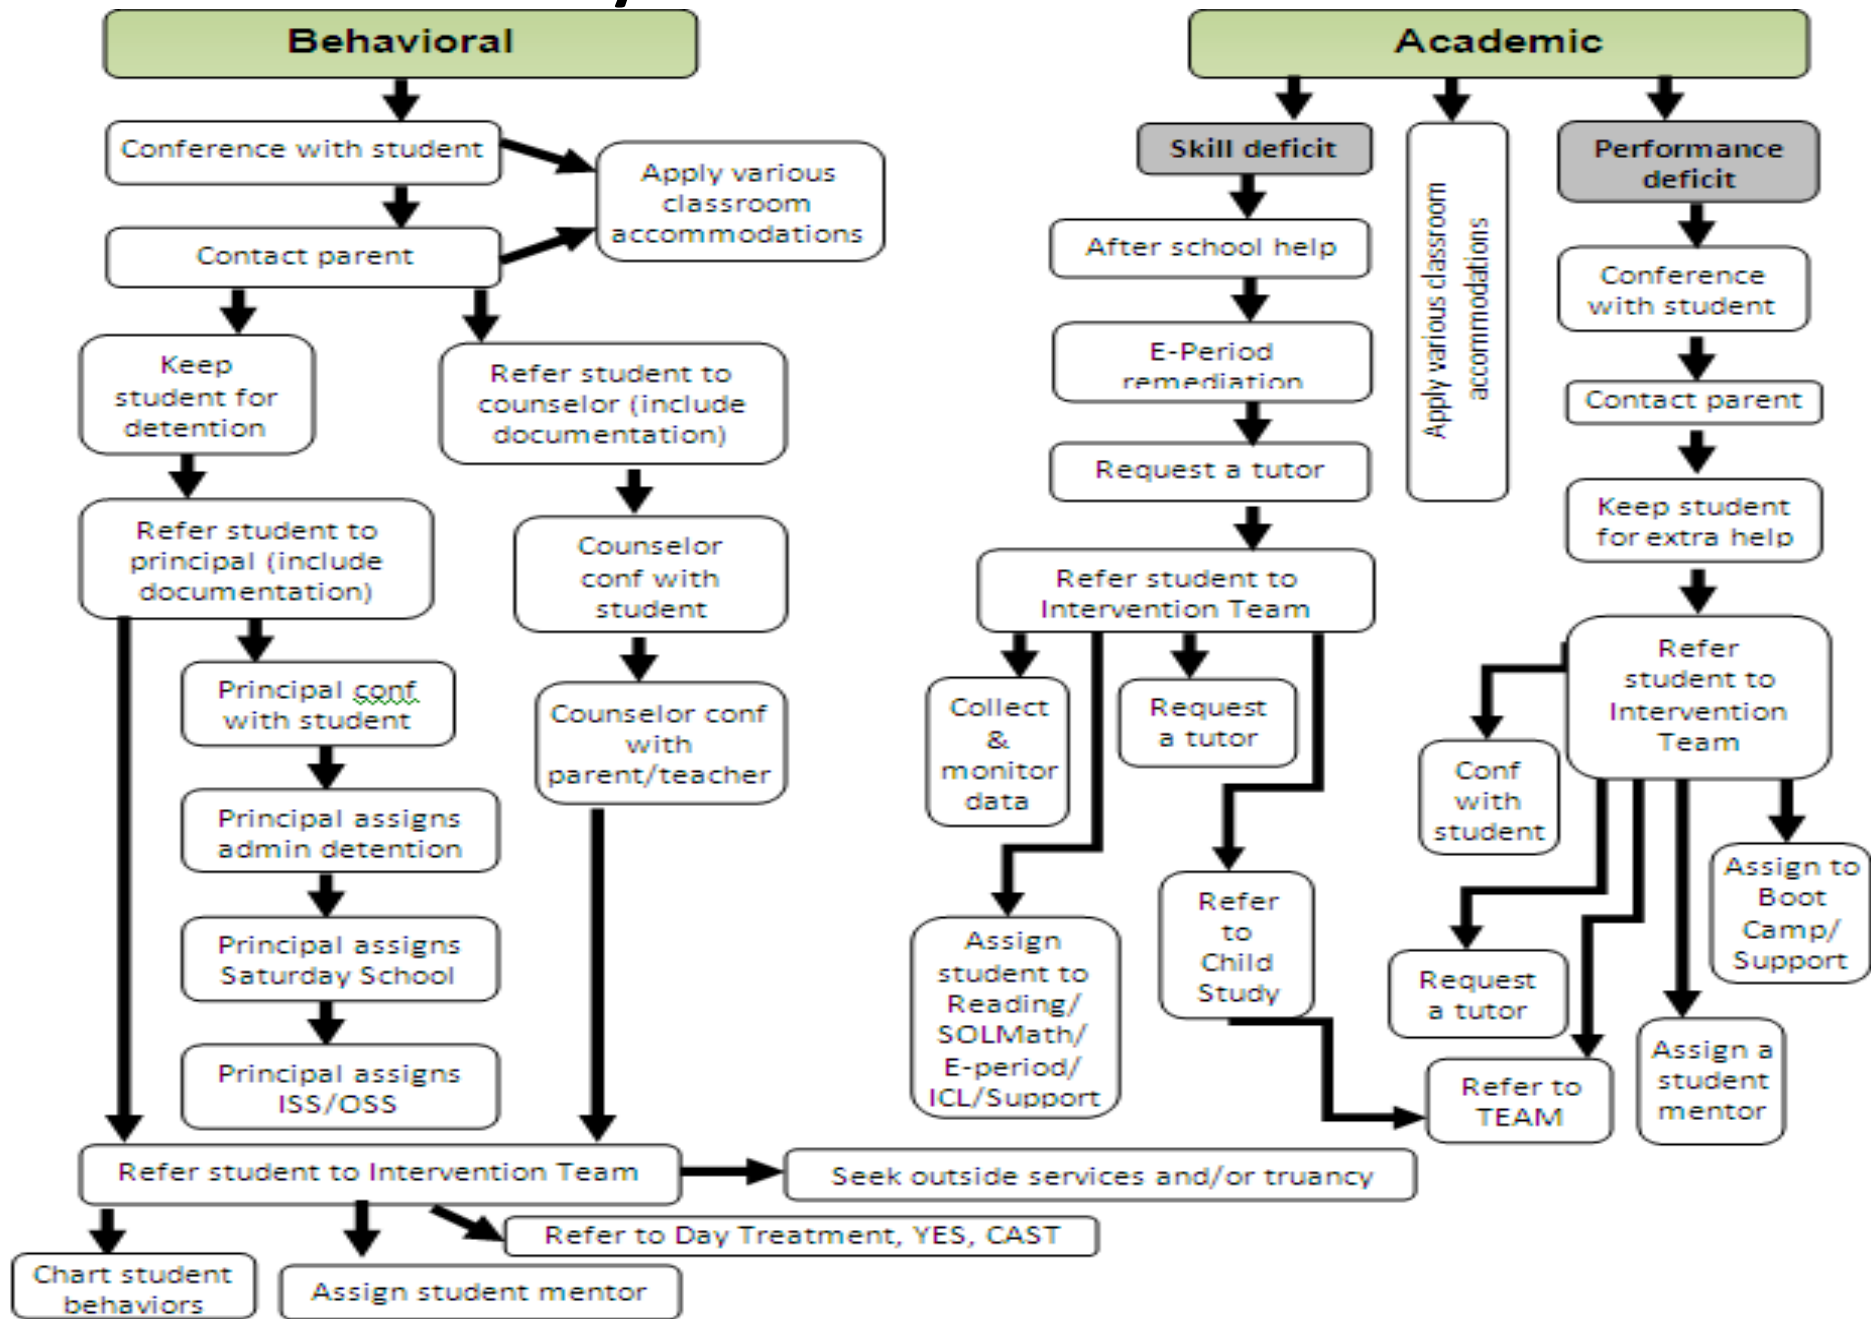 Behavioral
Conference with student
Apply various
classroom
accommodations
Contact parent
Keep
student for
detention
Refer student to
counselor (include
documentation)
Refer student to
principal (include
documentation)
Counselor
conf with
student
Principal conf
with student
Counselor conf
with
parent/teacher
Principal assigns
admin detention
Principal assigns
Saturday School
Principal assigns
ISS/OSS
Refer student to Intervention Team
Seek outside services and/or truancy
Refer to Day Treatment, YES, CAST
Chart student
behaviors
Assign student mentor
Academic
Skill deficit
After school help
E-Period
remediation
Request a tutor
Refer student to
Intervention Team
Collect
&
monitor
data
Request
a tutor
Assign
student to
Reading/
SOLMath/
E-period/
ICL/Support
Refer
to
Child
Study
Apply various classroom
accommodations
Performance
deficit
Conference
with student
Contact parent
Keep student
for extra help
Refer
student to
Intervention
Team
Conf
with
student
Request
a tutor
Refer to
TEAM
Assign a
student
mentor
Assign to
Boot
Camp/
Support